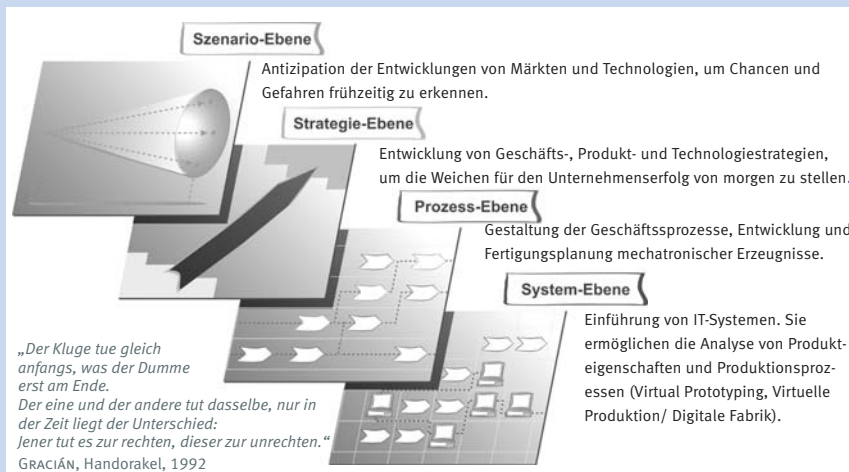 Szenario-Ebene
Antizipation der Entwicklungen von Märkten und Technologien, um Chancen und
Gefahren frühzeitig zu erkennen.
Strategie-Ebene
Entwicklung von Geschäfts-, Produkt- und Technologiestrategien,
um die Weichen für den Unternehmenserfolg von morgen zu stellen.
Prozess-Ebene
Gestaltung der Geschäftssprozesse, Entwicklung und
Fertigungsplanung mechatronischer Erzeugnisse.
System-Ebene
Einführung von IT-Systemen. Sie
ermöglichen die Analyse von Produkt-
eigenschaften und Produktionsproz-
essen (Virtual Prototyping, Virtuelle
Produktion/ Digitale Fabrik).
„Der Kluge tue gleich
anfangs, was der Dumme
erst am Ende.
Der eine und der andere tut dasselbe, nur in
der Zeit liegt der Unterschied:
Jener tut es zur rechten, dieser zur unrechten.“
GRACIÁN, Handorakel, 1992